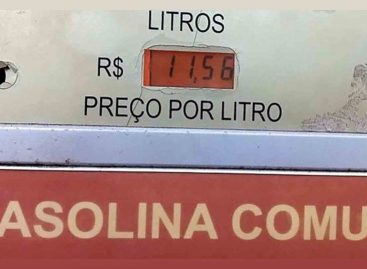 LITROS
R$ 11,56
PREÇO POR LITRO
ASOLINA COMU